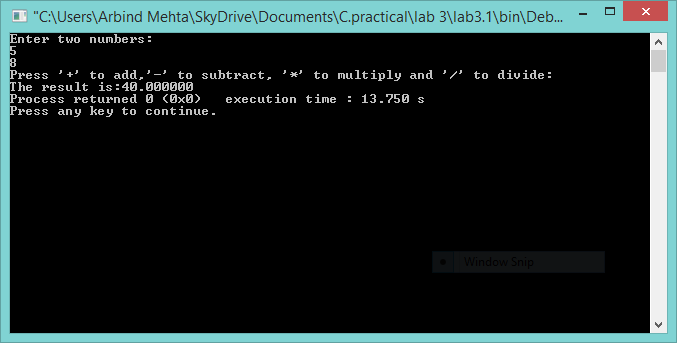 "C:\Users\Arbind Mehta\SkyDrive\Documents\C.practical\lab 3\lab3.1\bin\Deb...
Enter two numbers:
5
8
Press '+' to add,'-' to subtract, '*' to multiply and '/' to divide:
The result is:40.000000
Process returned 0 (0x0)   execution time : 13.750 s
Press any key to continue.
Window Snip